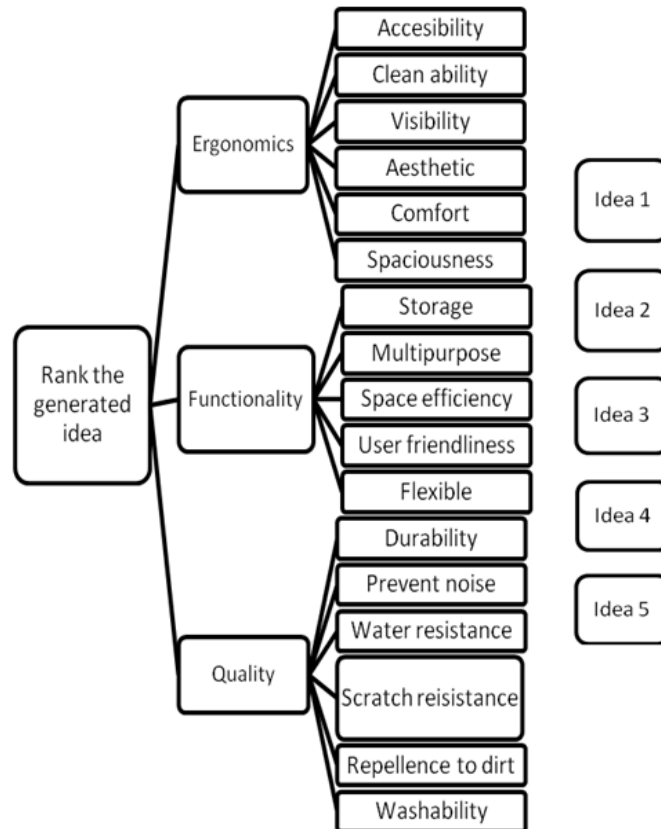 Rank the
generated
idea
Ergonomics
Accesibility
Clean ability
Visibility
Aesthetic
Comfort
Spaciousness
Functionality
Storage
Multipurpose
Space efficiency
User friendliness
Flexible
Quality
Durability
Prevent noise
Water resistance
Scratch reisistance
Repellence to dirt
Washability
Idea 1
Idea 2
Idea 3
Idea 4
Idea 5